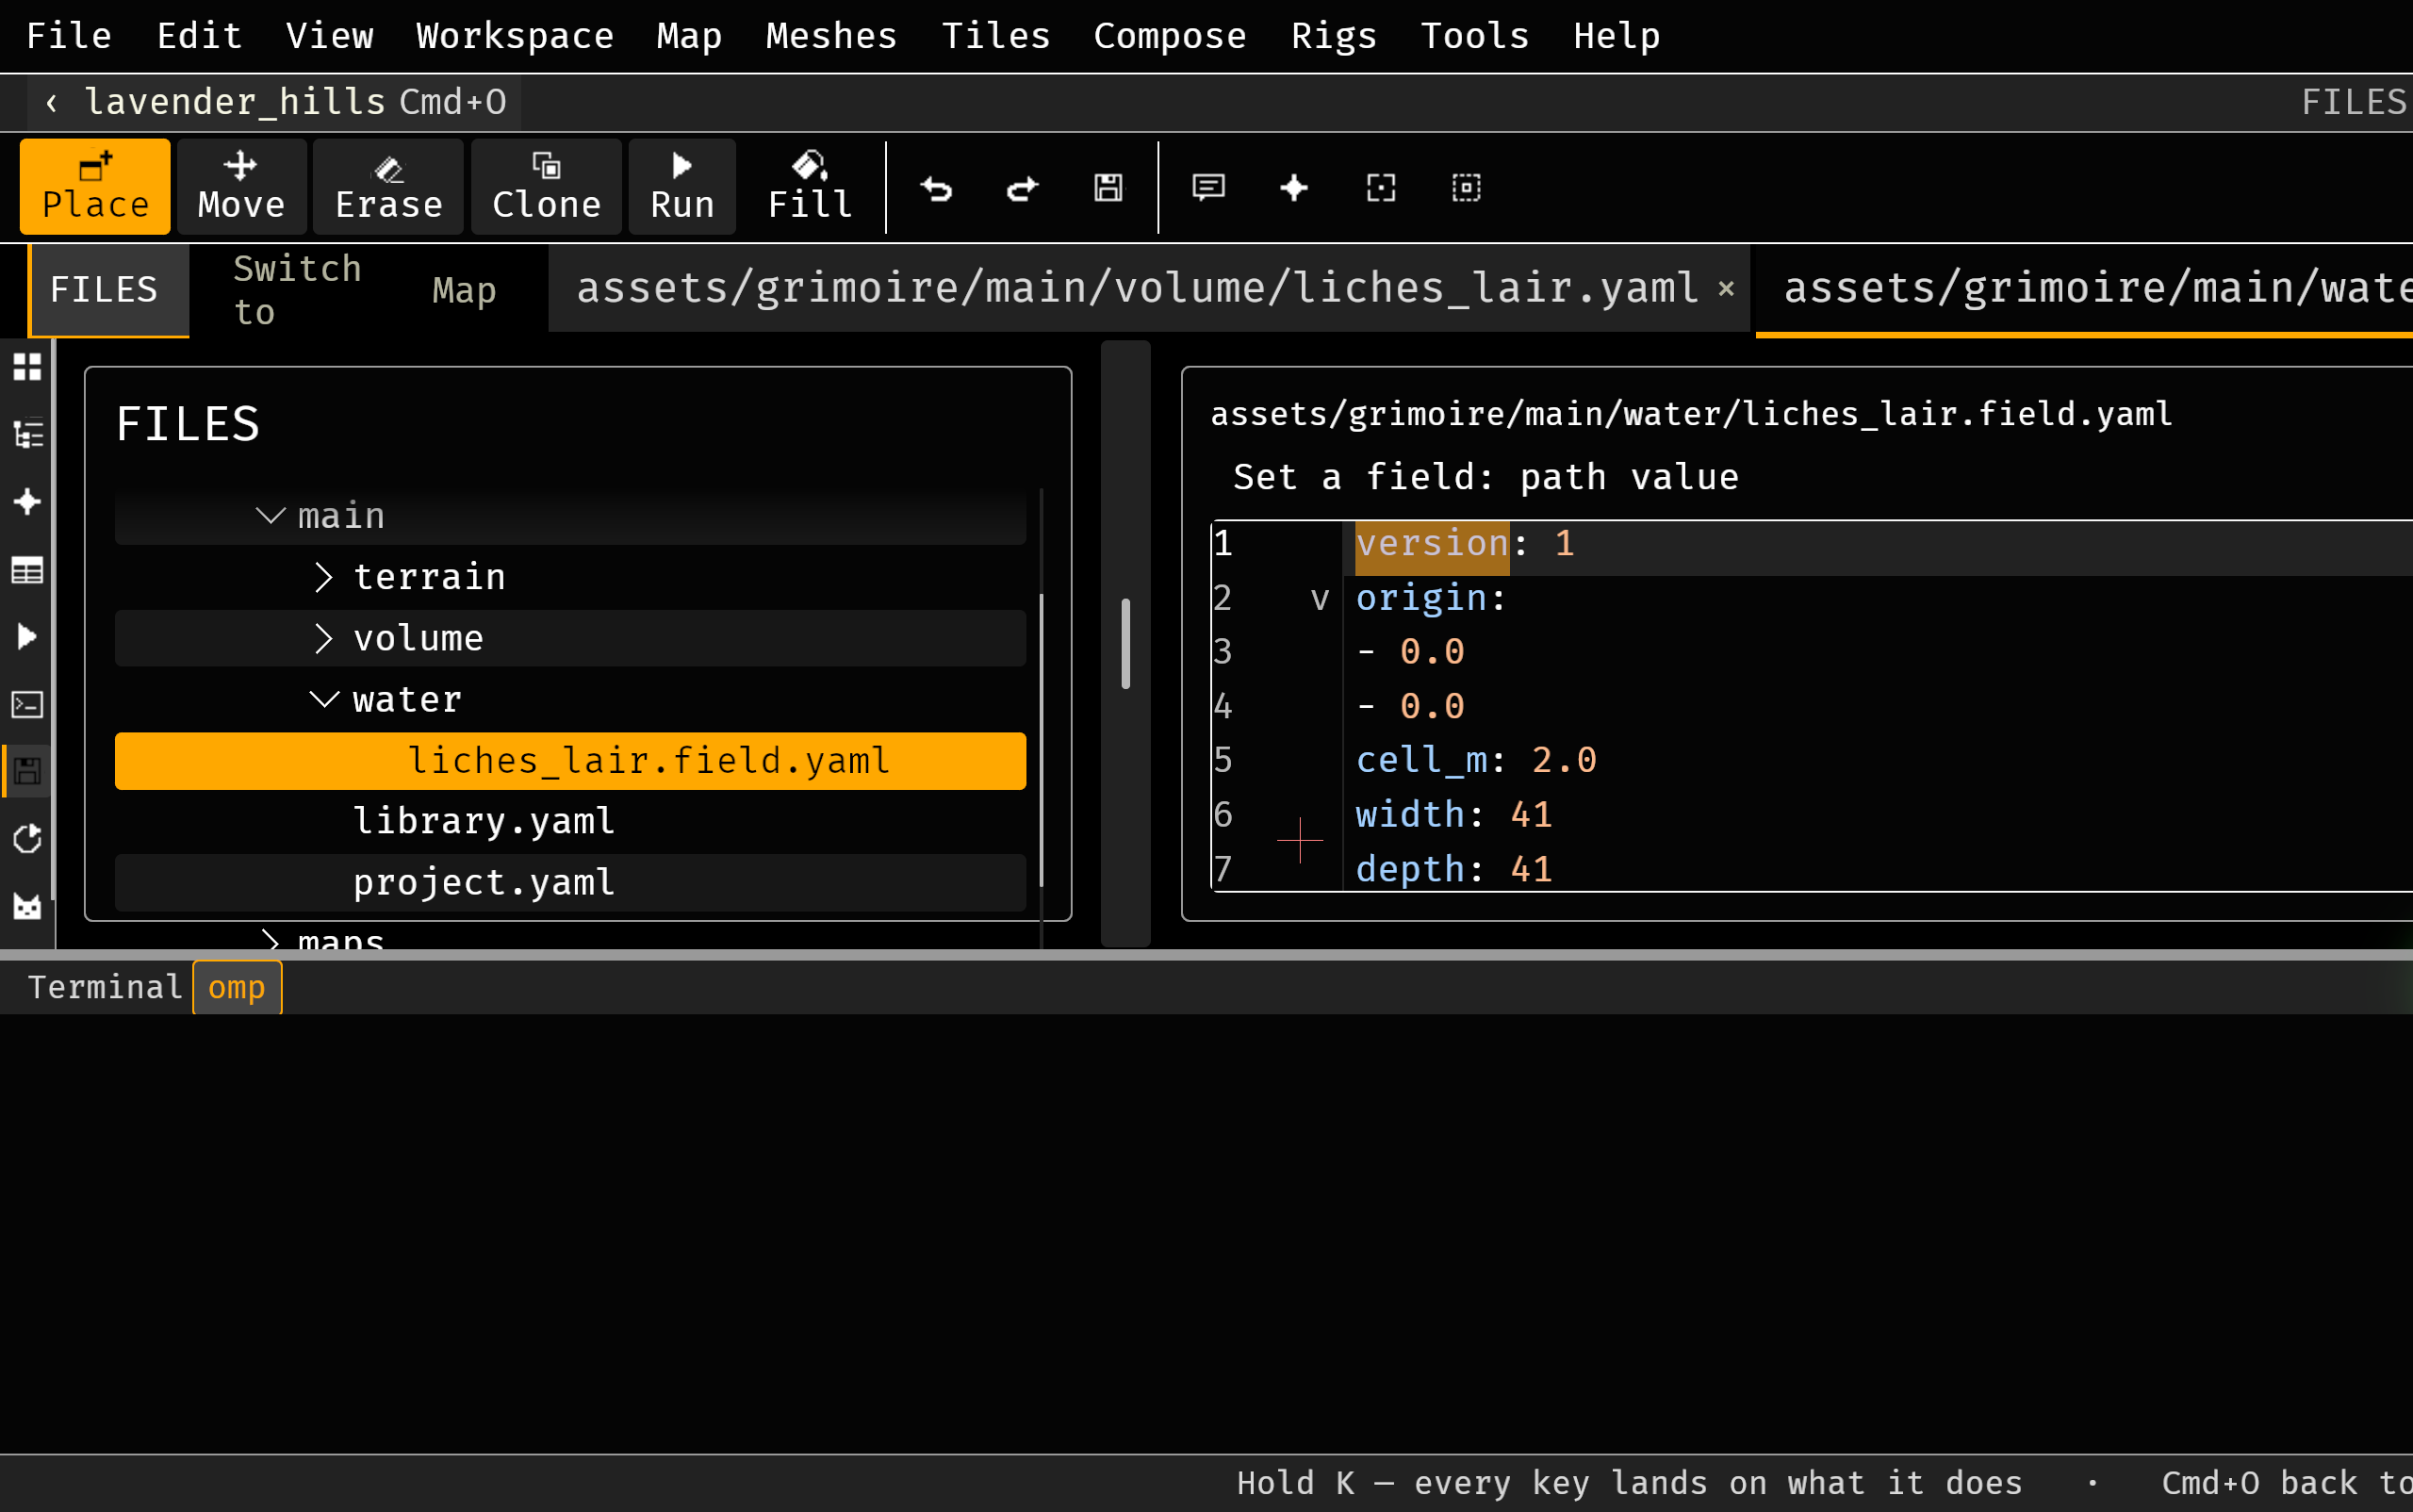 File Edit View Workspace Map Meshes Tiles Compose Rigs Tools Help
‹ lavender_hills Cmd+O FILES
Place Move Erase Clone Run Fill
FILES Switch to Map assets/grimoire/main/volume/liches_lair.yaml × assets/grimoire/main/wate
FILES
main
terrain
volume
water
liches_lair.field.yaml
library.yaml
project.yaml
maps
assets/grimoire/main/water/liches_lair.field.yaml
Set a field: path value
1 version: 1
2 v origin:
3 - 0.0
4 - 0.0
5 cell_m: 2.0
6 width: 41
7 depth: 41
Terminal omp
Hold K — every key lands on what it does · Cmd+O back to